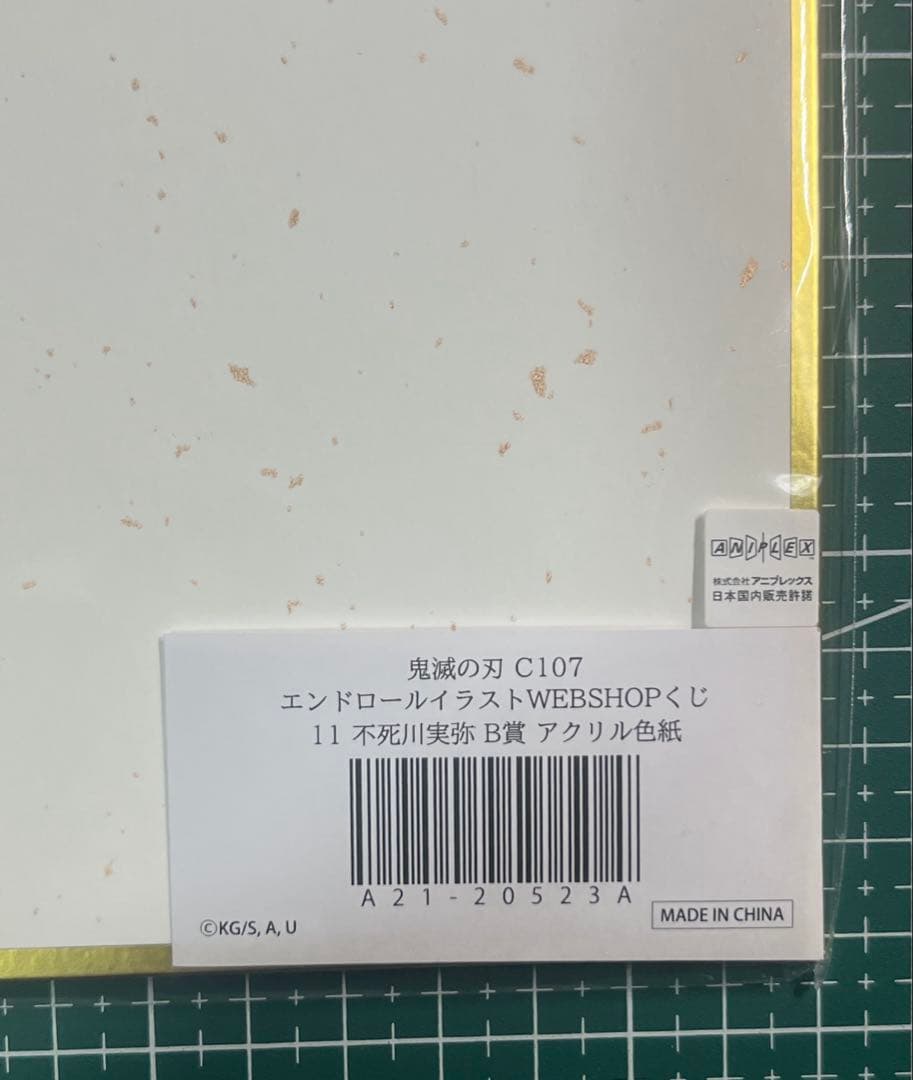 ANIPLEX
株式会社アニプレックス
日本国内販売許諾
鬼滅の刃 C107
エンドロールイラストWEBSHOPくじ
11 不死川実弥 B賞 アクリル色紙
A21-20523A
©KG/S, A, U
MADE IN CHINA